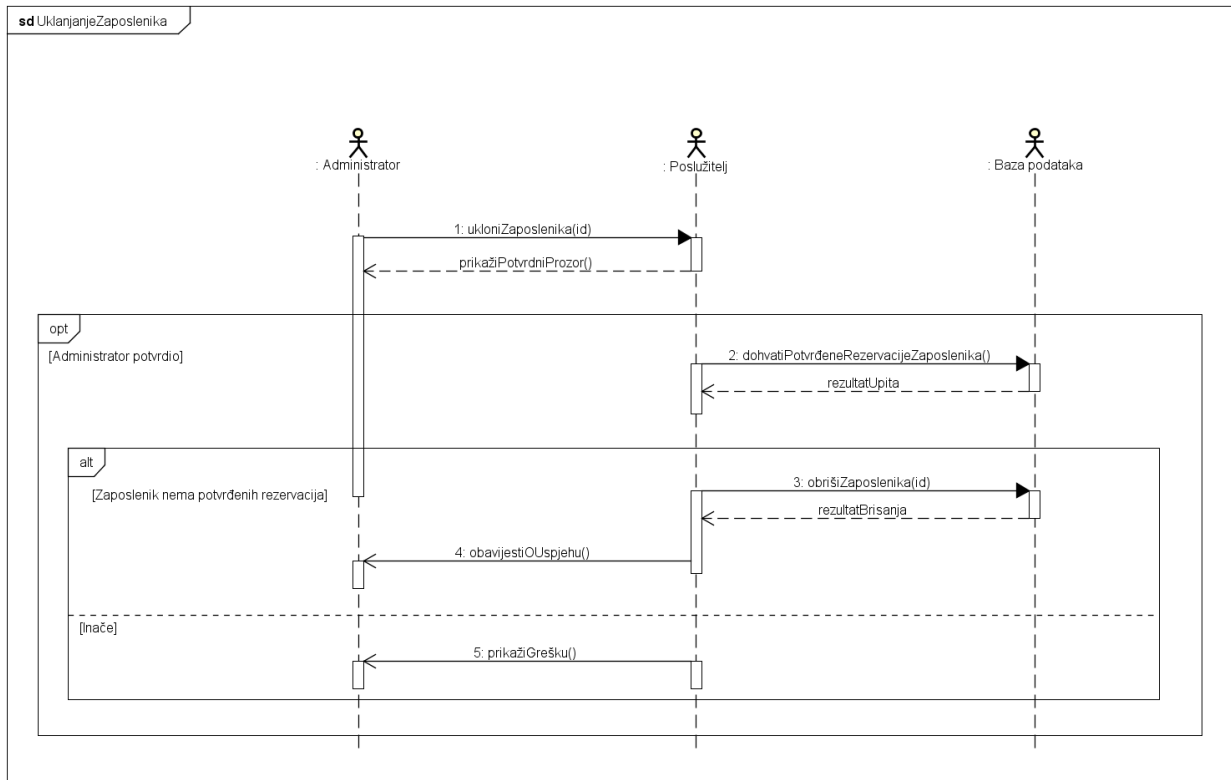 sd UklanjanjeZaposlenika
: Administrator
: Poslužitelj
: Baza podataka
1: ukloniZaposlenika(id)
prikažiPotvrdniProzor()
opt
[Administrator potvrdio]
2: dohvatiPotvrđeneRezervacijeZaposlenika()
rezultatUpita
alt
[Zaposlenik nema potvrđenih rezervacija]
3: obrišiZaposlenika(id)
rezultatBrisanja
4: obavijestiOUspjehu()
[Inače]
5: prikažiGrešku()